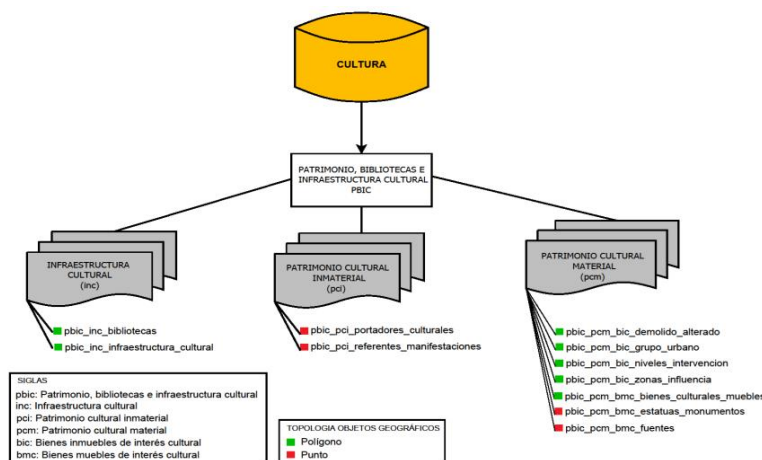 CULTURA
PATRIMONIO, BIBLIOTECAS E
INFRAESTRUCTURA CULTURAL
PBIC
INFRAESTRUCTURA
CULTURAL
(inc)
PATRIMONIO CULTURAL
INMATERIAL
(pci)
PATRIMONIO CULTURAL
MATERIAL
(pcm)
pbic_inc_bibliotecas
pbic_inc_infraestructura_cultural
pbic_pci_portadores_culturales
pbic_pci_referentes_manifestaciones
pbic_pcm_bic_demolido_alterado
pbic_pcm_bic_grupo_urbano
pbic_pcm_bic_niveles_intervencion
pbic_pcm_bic_zonas_influencia
pbic_pcm_bmc_bienes_culturales_muebles
pbic_pcm_bmc_estatuas_monumentos
pbic_pcm_bmc_fuentes
SIGLAS
pbic: Patrimonio, bibliotecas e infraestructura cultural
inc: Infraestructura cultural
pci: Patrimonio cultural inmaterial
pcm: Patrimonio cultural material
bic: Bienes inmuebles de interés cultural
bmc: Bienes muebles de interés cultural
TOPOLOGIA OBJETOS GEOGRÁFICOS
Polígono
Punto